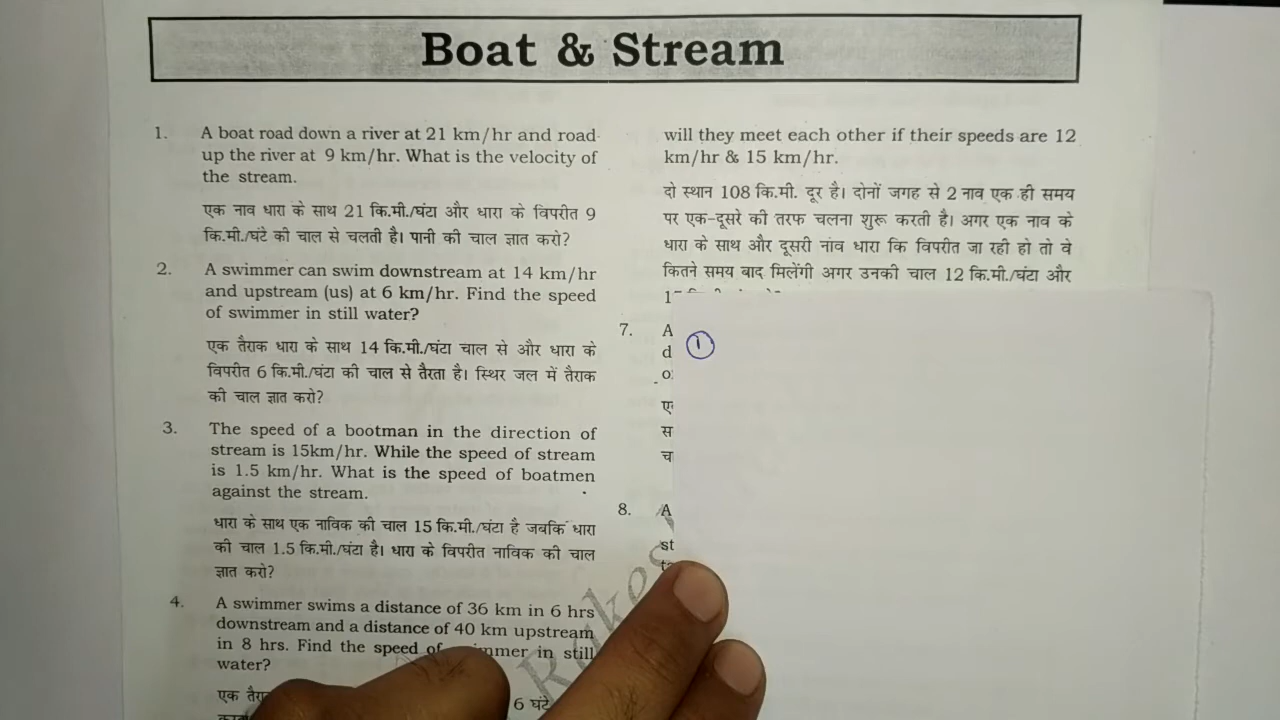 Boat & Stream
1. A boat road down a river at 21 km/hr and road
up the river at 9 km/hr. What is the velocity of
the stream.
एक नाव धारा के साथ 21 कि.मी./घंटा और धारा के विपरीत 9
कि.मी./घंटे की चाल से चलती है। पानी की चाल ज्ञात करो?
2. A swimmer can swim downstream at 14 km/hr
and upstream (us) at 6 km/hr. Find the speed
of swimmer in still water?
एक तैराक धारा के साथ 14 कि.मी./घंटा चाल से और धारा के
विपरीत 6 कि.मी./घंटा की चाल से तैरता है। स्थिर जल में तैराक
की चाल ज्ञात करो?
3. The speed of a bootman in the direction of
stream is 15km/hr. While the speed of stream
is 1.5 km/hr. What is the speed of boatmen
against the stream.
धारा के साथ एक नाविक की चाल 15 कि.मी./घंटा है जबकि धारा
की चाल 1.5 कि.मी./घंटा है। धारा के विपरीत नाविक की चाल
ज्ञात करो?
4. A swimmer swims a distance of 36 km in 6 hrs
downstream and a distance of 40 km upstream
in 8 hrs. Find the speed in still
water?
एक
6 घंटे
will they meet each other if their speeds are 12
km/hr & 15 km/hr.
दो स्थान 108 कि.मी. दूर है। दोनों जगह से 2 नाव एक ही समय
पर एक-दूसरे की तरफ चलना शुरू करती है। अगर एक नाव के
धारा के साथ और दूसरी नांव धारा कि विपरीत जा रही हो तो वे
कितने समय बाद मिलेंगी अगर उनकी चाल 12 कि.मी./घंटा और
7. A
8. A
st
1